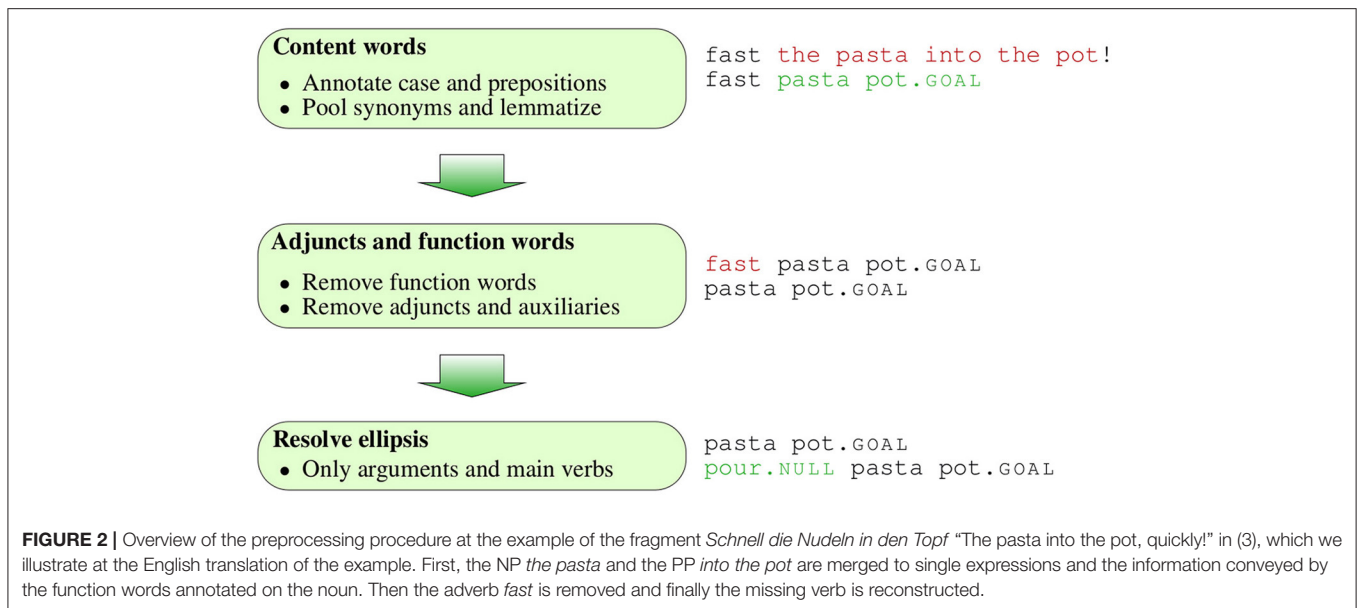 Content words
• Annotate case and prepositions
• Pool synonyms and lemmatize
fast the pasta into the pot!
fast pasta pot.GOAL
Adjuncts and function words
• Remove function words
• Remove adjuncts and auxiliaries
fast pasta pot.GOAL
pasta pot.GOAL
Resolve ellipsis
• Only arguments and main verbs
pasta pot.GOAL
pour.NULL pasta pot.GOAL
FIGURE 2 | Overview of the preprocessing procedure at the example of the fragment Schnell die Nudeln in den Topf “The pasta into the pot, quickly!” in (3), which we
illustrate at the English translation of the example. First, the NP the pasta and the PP into the pot are merged to single expressions and the information conveyed by
the function words annotated on the noun. Then the adverb fast is removed and finally the missing verb is reconstructed.